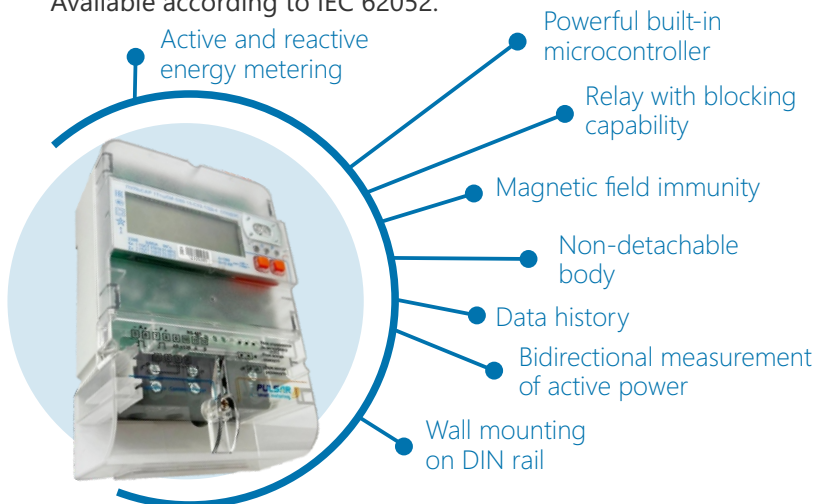 Available according to IEC 62052.
Active and reactive
energy metering
Powerful built-in
microcontroller
Relay with blocking
capability
Magnetic field immunity
Non-detachable
body
Data history
Bidirectional measurement
of active power
Wall mounting
on DIN rail
PULSAR